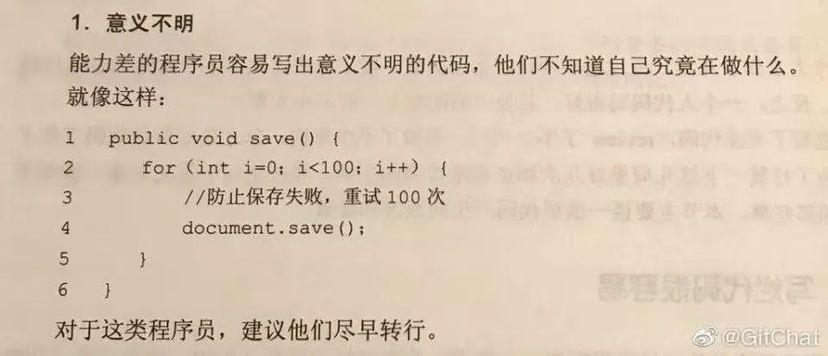 1. 意义不明
能力差的程序员容易写出意义不明的代码，他们不知道自己究竟在做什么。
就像这样：
1 public void save() {
2 for(int i=0; i<100; i++) {
3 //防止保存失败，重试100次
4 document.save();
5 }
6 }
对于这类程序员，建议他们尽早转行。
@GitChat